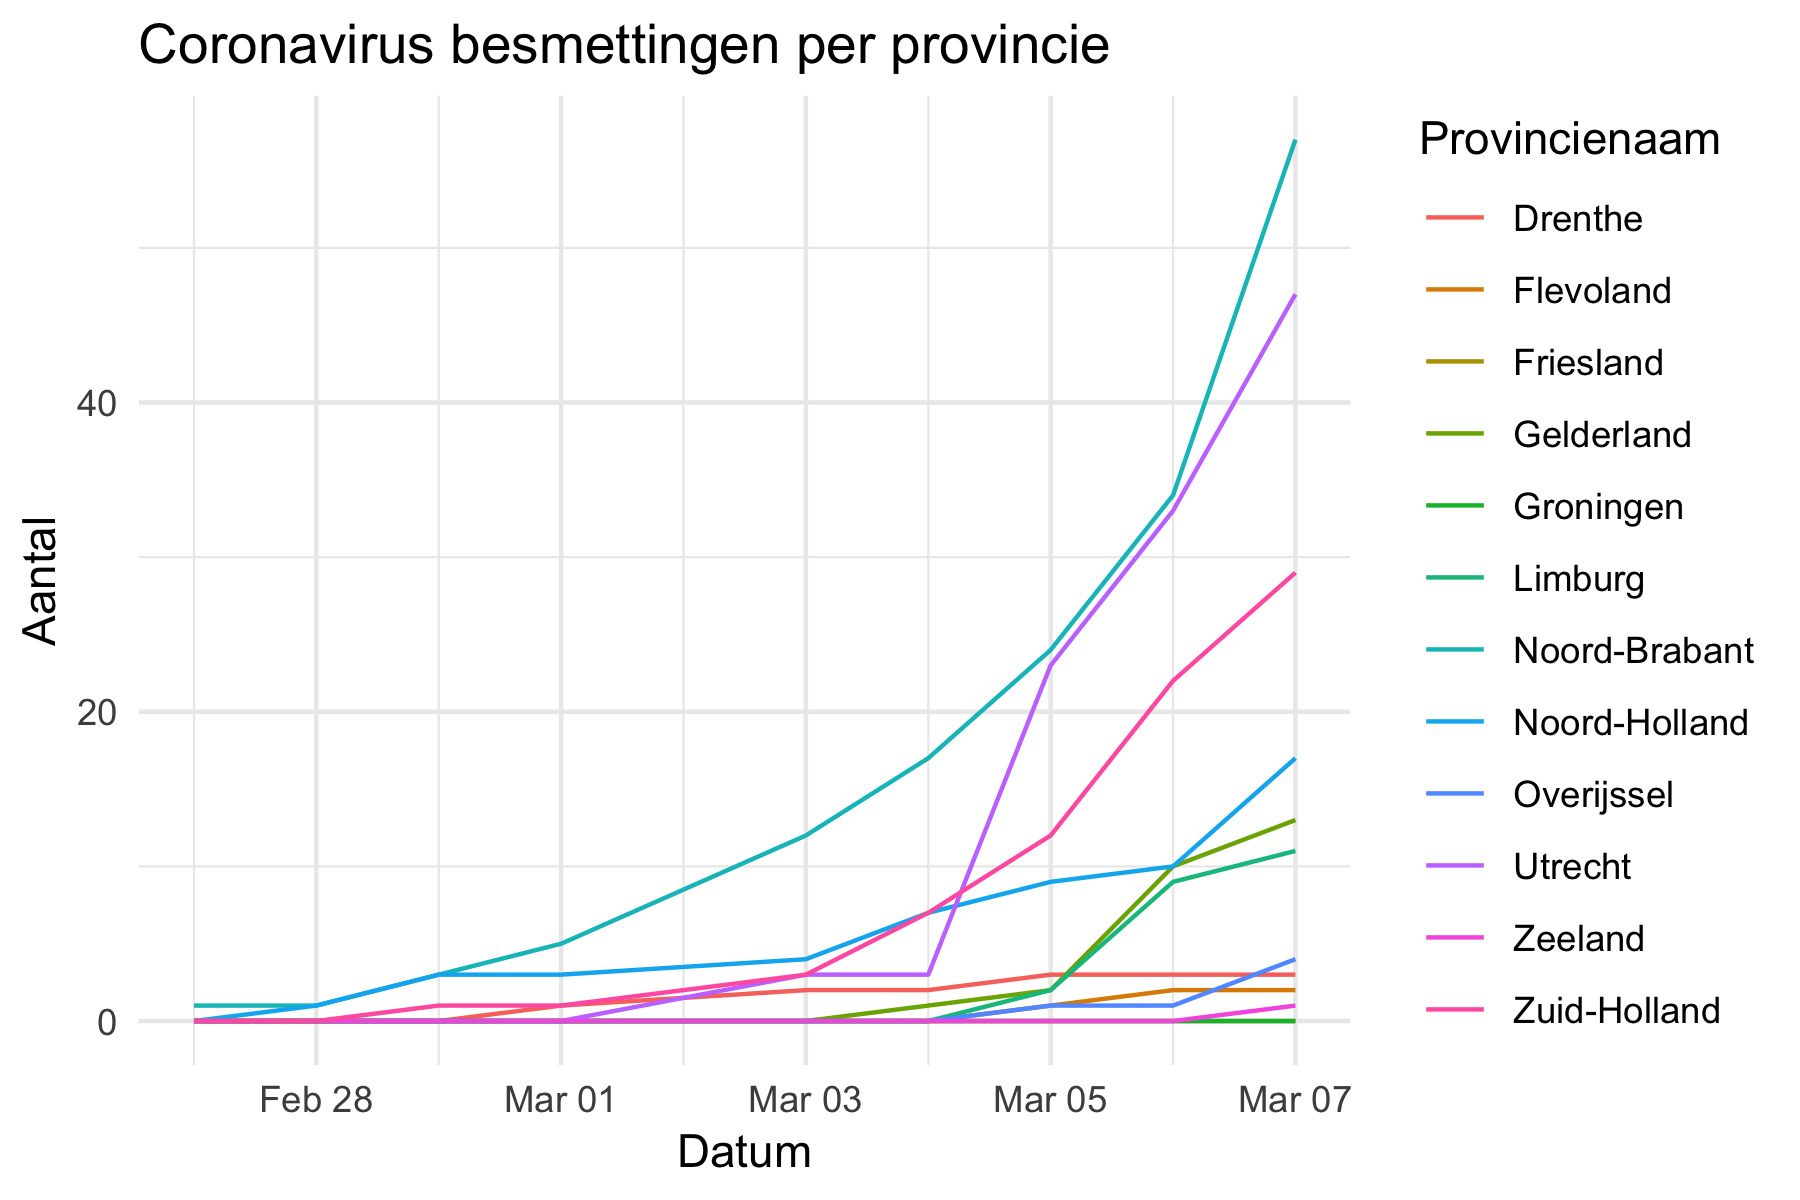 Coronavirus besmettingen per provincie
Aantal
40
20
0
Feb 28
Mar 01
Mar 03
Mar 05
Mar 07
Datum
Provincienaam
Drenthe
Flevoland
Friesland
Gelderland
Groningen
Limburg
Noord-Brabant
Noord-Holland
Overijssel
Utrecht
Zeeland
Zuid-Holland